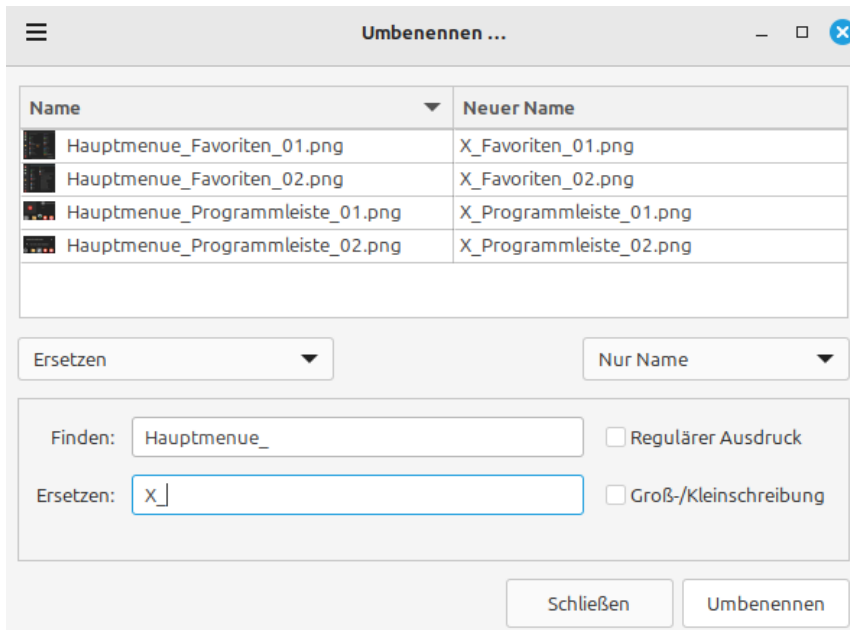 Umbenennen ...
Name Neuer Name
Hauptmenue_Favoriten_01.png X_Favoriten_01.png
Hauptmenue_Favoriten_02.png X_Favoriten_02.png
Hauptmenue_Programmleiste_01.png X_Programmleiste_01.png
Hauptmenue_Programmleiste_02.png X_Programmleiste_02.png
Ersetzen Nur Name
Finden: Hauptmenue_ Regulärer Ausdruck
Ersetzen: X_ Groß-/Kleinschreibung
Schließen Umbenennen